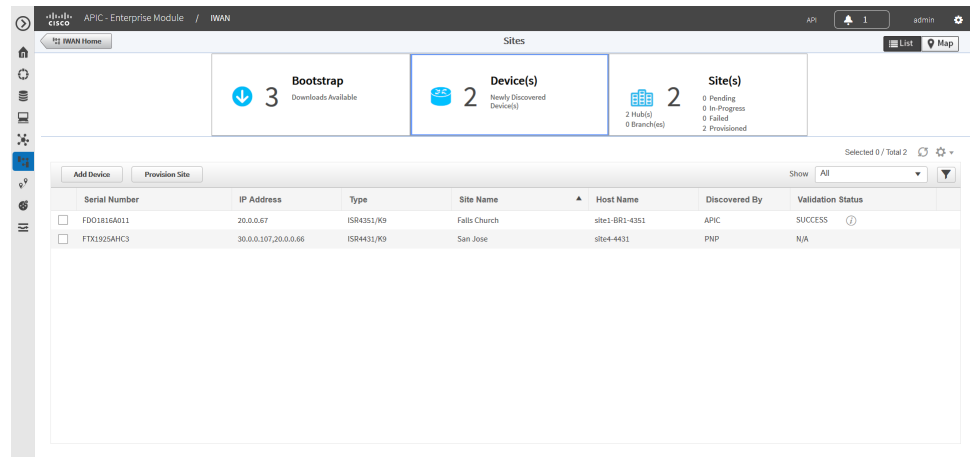 CISCO APIC - Enterprise Module / IWAN API 1 admin
IWAN Home Sites List Map
Bootstrap
3 Downloads Available
Device(s)
2 Newly Discovered
Device(s)
Site(s)
2 Hub(s)
0 Branch(es)
2
0 Pending
0 In-Progress
0 Failed
2 Provisioned
Selected 0 / Total 2
Add Device Provision Site Show All
Serial Number IP Address Type Site Name Host Name Discovered By Validation Status
FDO1816A011 20.0.0.67 ISR4351/K9 Falls Church site1-BR1-4351 APIC SUCCESS i
FTX1925AHC3 30.0.0.107,20.0.0.66 ISR4431/K9 San Jose site4-4431 PNP N/A